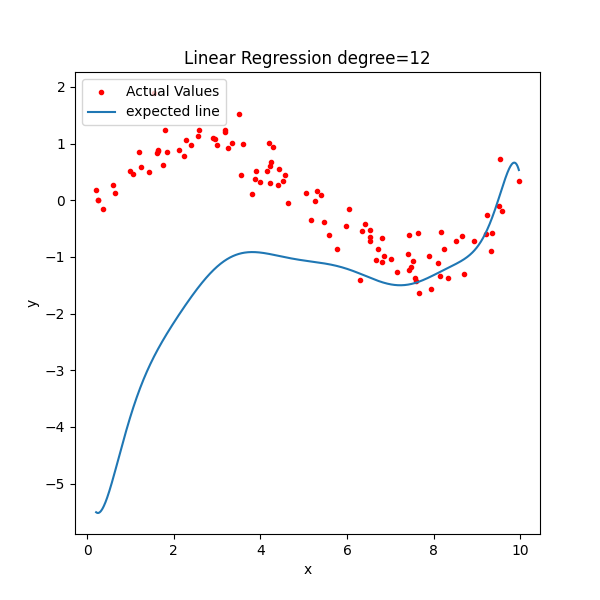 Linear Regression degree=12
Actual Values
expected line
2
1
0
−1
−2
−3
−4
−5
y
0 2 4 6 8 10
x